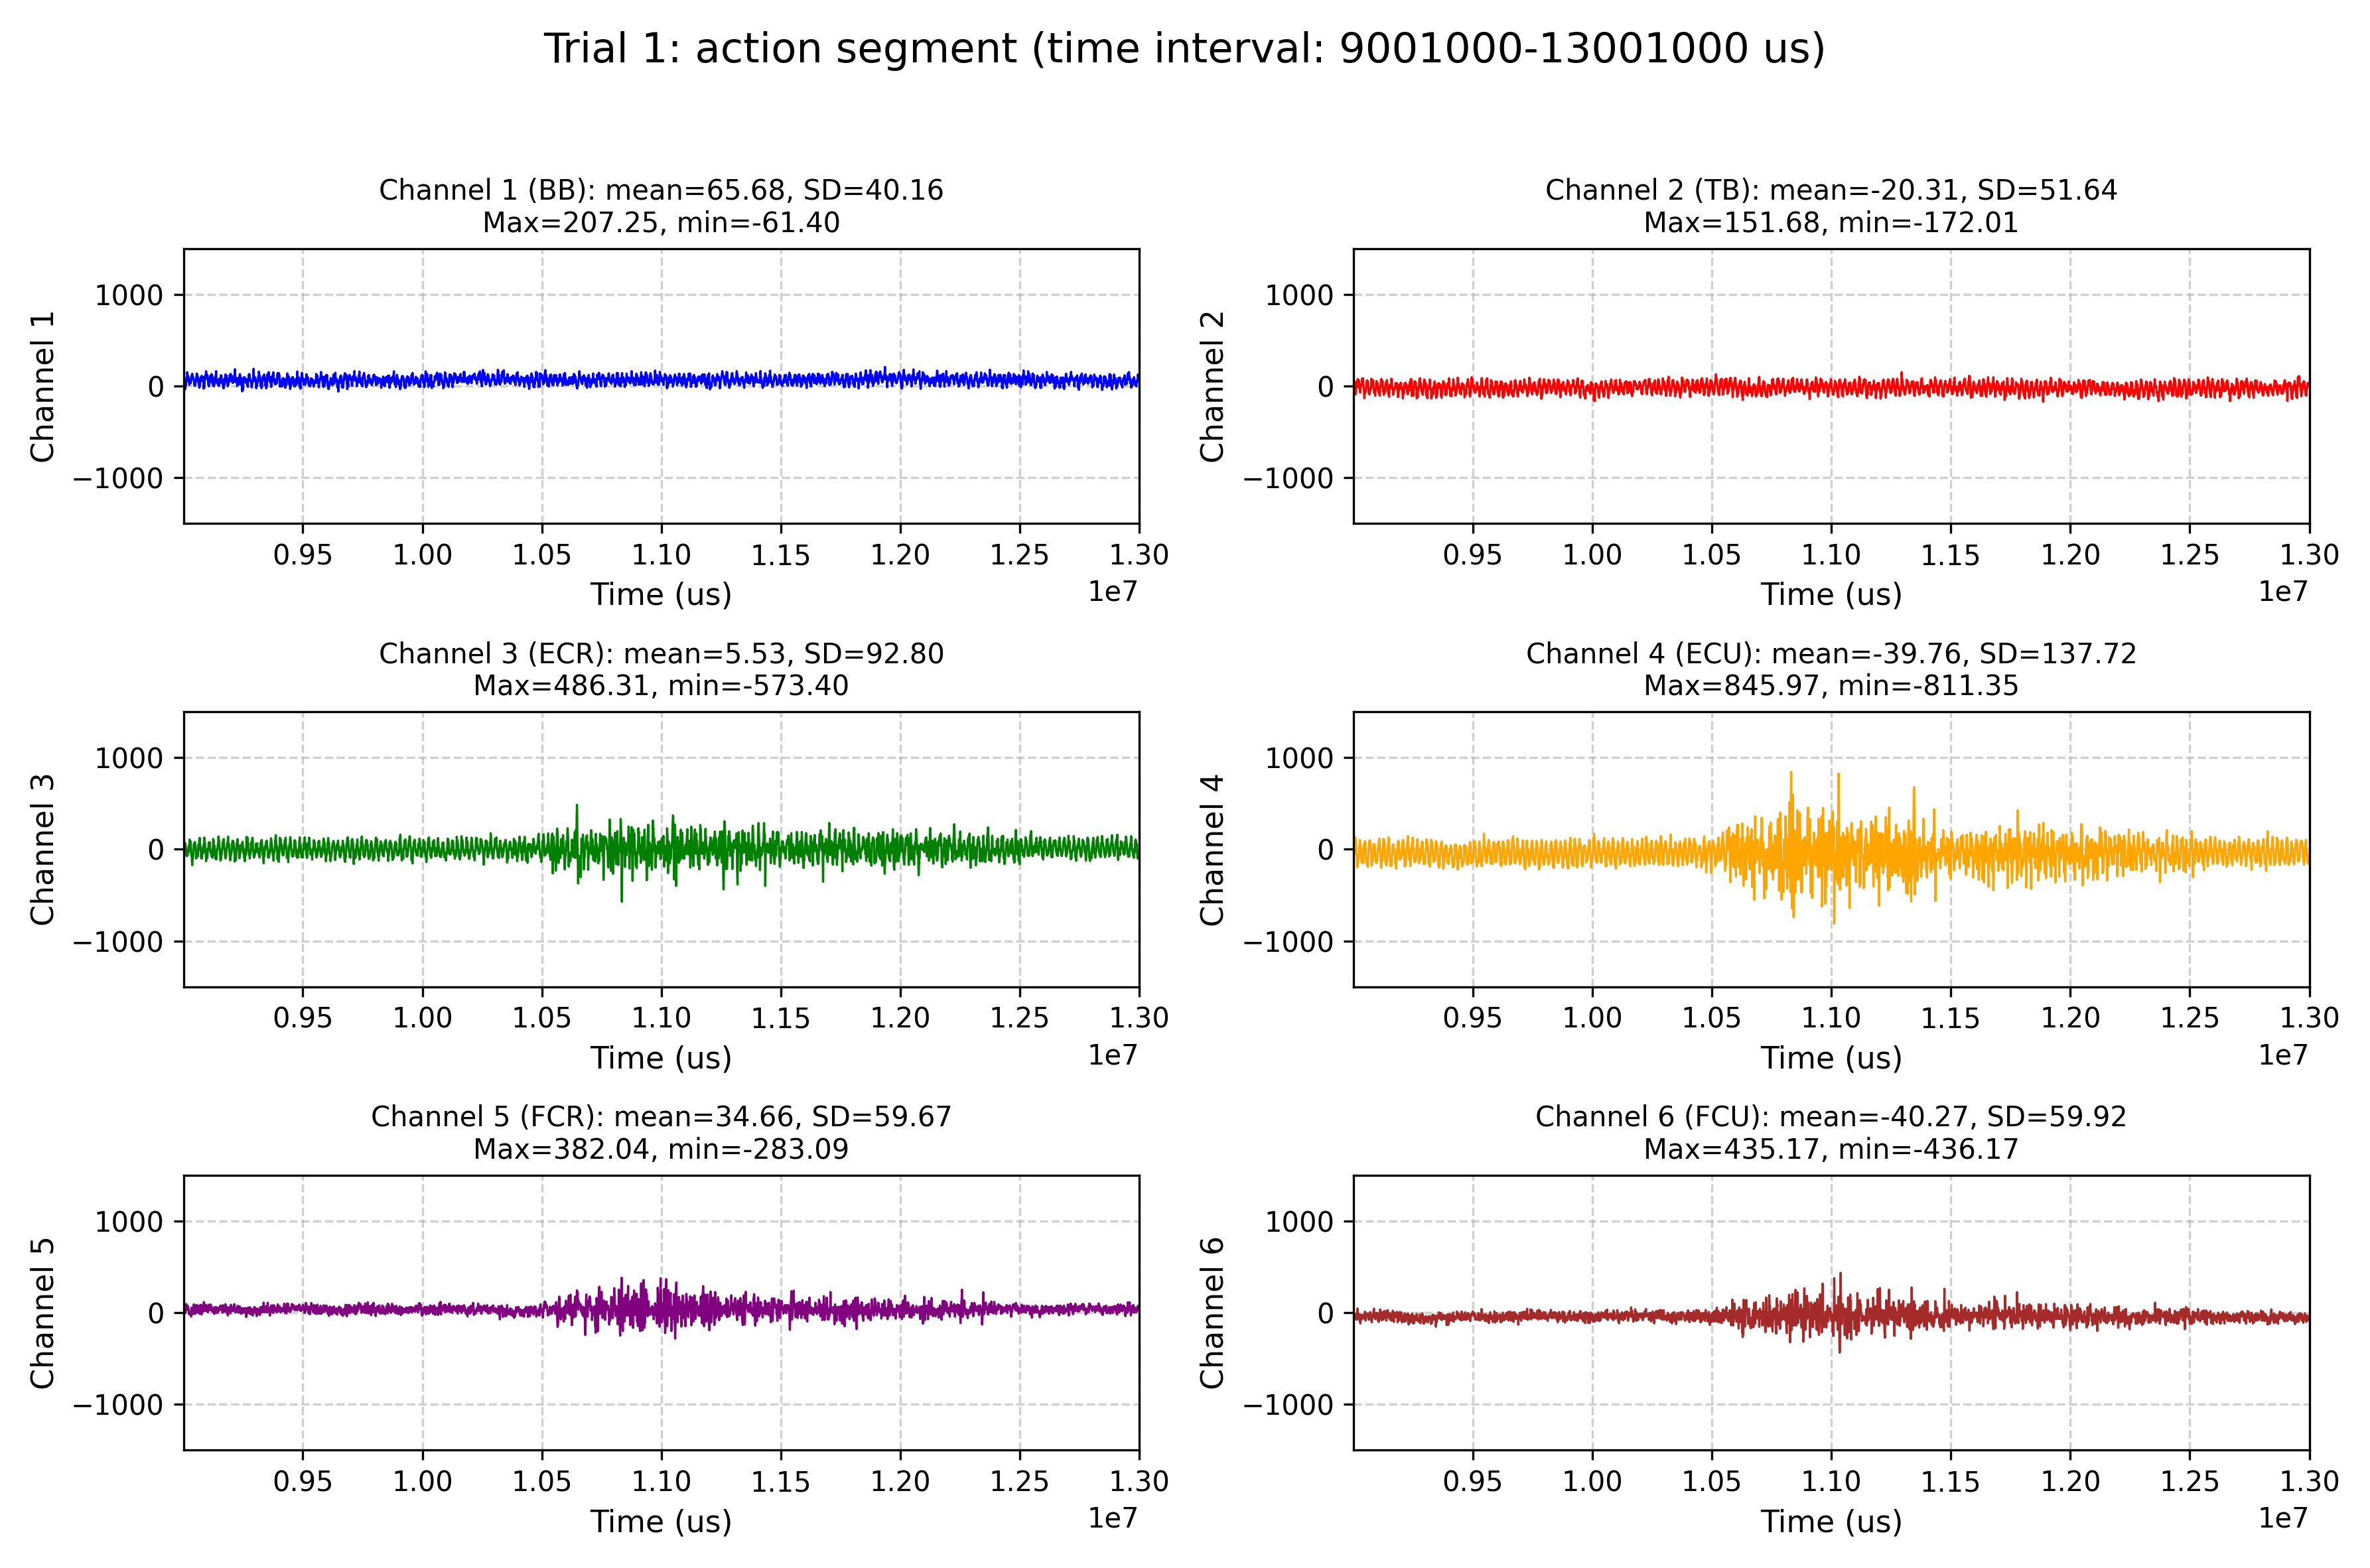 Trial 1: action segment (time interval: 9001000-13001000 us)
Channel 1 (BB): mean=65.68, SD=40.16
Max=207.25, min=-61.40
Channel 1
1000
0
−1000
0.95 1.00 1.05 1.10 1.15 1.20 1.25 1.30
Time (us)
1e7
Channel 2 (TB): mean=-20.31, SD=51.64
Max=151.68, min=-172.01
Channel 2
1000
0
−1000
0.95 1.00 1.05 1.10 1.15 1.20 1.25 1.30
Time (us)
1e7
Channel 3 (ECR): mean=5.53, SD=92.80
Max=486.31, min=-573.40
Channel 3
1000
0
−1000
0.95 1.00 1.05 1.10 1.15 1.20 1.25 1.30
Time (us)
1e7
Channel 4 (ECU): mean=-39.76, SD=137.72
Max=845.97, min=-811.35
Channel 4
1000
0
−1000
0.95 1.00 1.05 1.10 1.15 1.20 1.25 1.30
Time (us)
1e7
Channel 5 (FCR): mean=34.66, SD=59.67
Max=382.04, min=-283.09
Channel 5
1000
0
−1000
0.95 1.00 1.05 1.10 1.15 1.20 1.25 1.30
Time (us)
1e7
Channel 6 (FCU): mean=-40.27, SD=59.92
Max=435.17, min=-436.17
Channel 6
1000
0
−1000
0.95 1.00 1.05 1.10 1.15 1.20 1.25 1.30
Time (us)
1e7